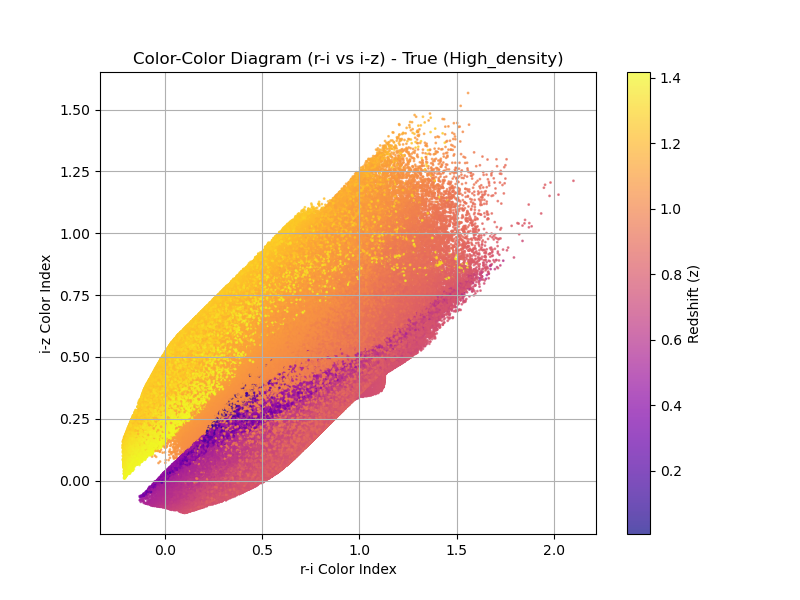 Color-Color Diagram (r-i vs i-z) - True (High_density)
1.50
1.25
1.00
0.75
0.50
0.25
0.00
i-z Color Index
0.0 0.5 1.0 1.5 2.0
r-i Color Index
1.4
1.2
1.0
0.8
0.6
0.4
0.2
Redshift (z)